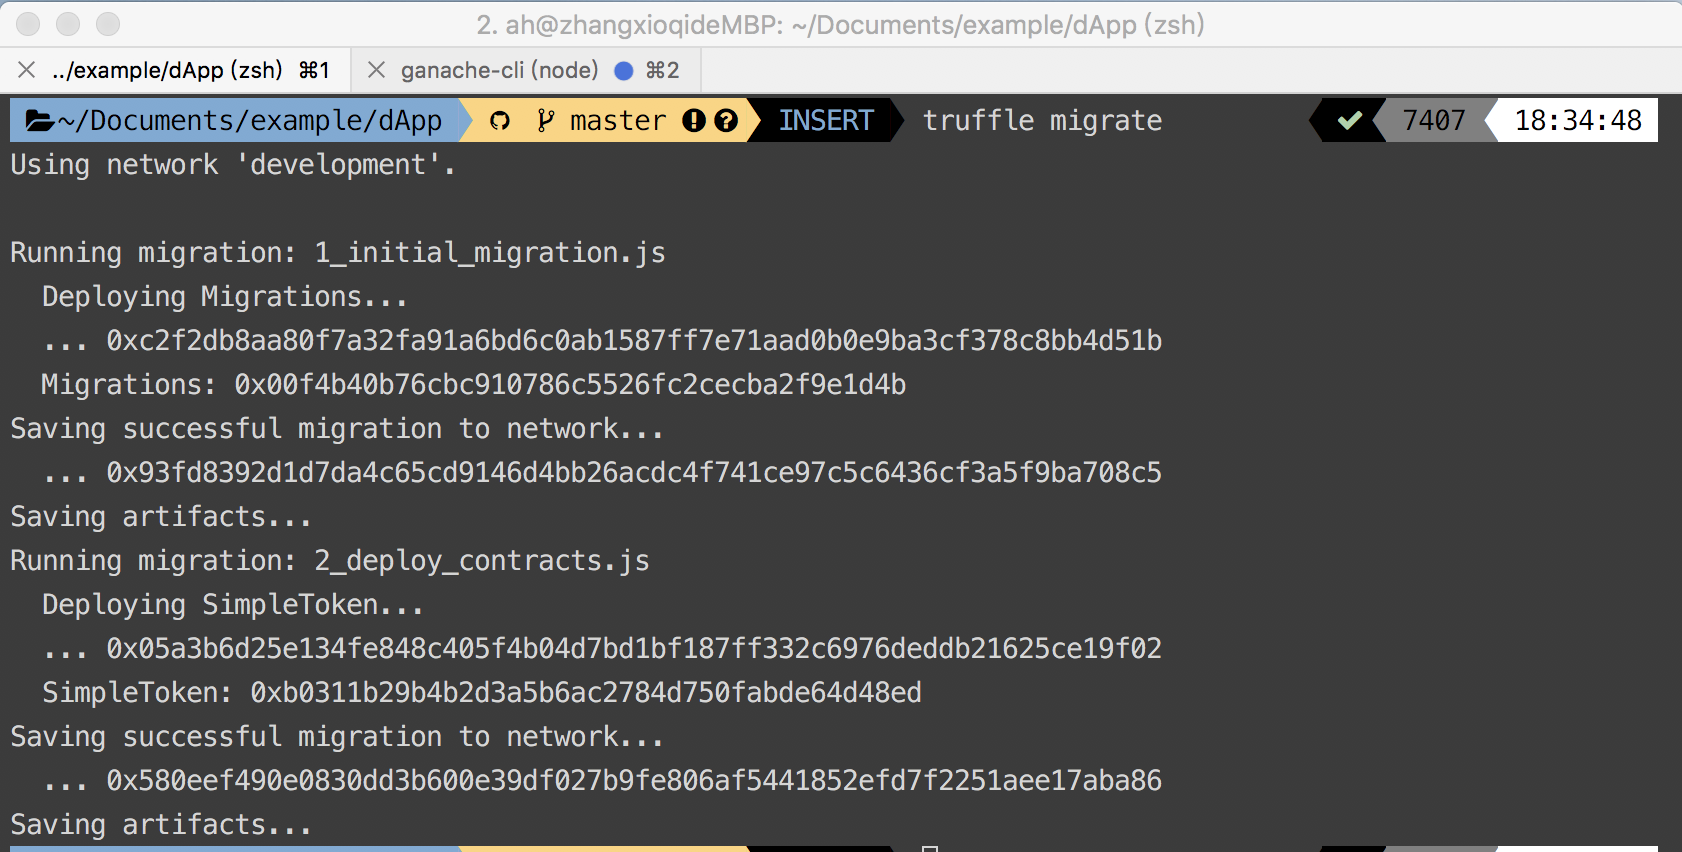 2. ah@zhangxioqideMBP: ~/Documents/example/dApp (zsh)
../example/dApp (zsh) ⌘1 ganache-cli (node) ⌘2
~/Documents/example/dApp master INSERT truffle migrate 7407 18:34:48
Using network 'development'.
Running migration: 1_initial_migration.js
Deploying Migrations...
... 0xc2f2db8aa80f7a32fa91a6bd6c0ab1587ff7e71aad0b0e9ba3cf378c8bb4d51b
Migrations: 0x00f4b40b76cbc910786c5526fc2cecba2f9e1d4b
Saving successful migration to network...
... 0x93fd8392d1d7da4c65cd9146d4bb26acdc4f741ce97c5c6436cf3a5f9ba708c5
Saving artifacts...
Running migration: 2_deploy_contracts.js
Deploying SimpleToken...
... 0x05a3b6d25e134fe848c405f4b04d7bd1bf187ff332c6976deddb21625ce19f02
SimpleToken: 0xb0311b29b4b2d3a5b6ac2784d750fabde64d48ed
Saving successful migration to network...
... 0x580eef490e0830dd3b600e39df027b9fe806af5441852efd7f2251aee17aba86
Saving artifacts...